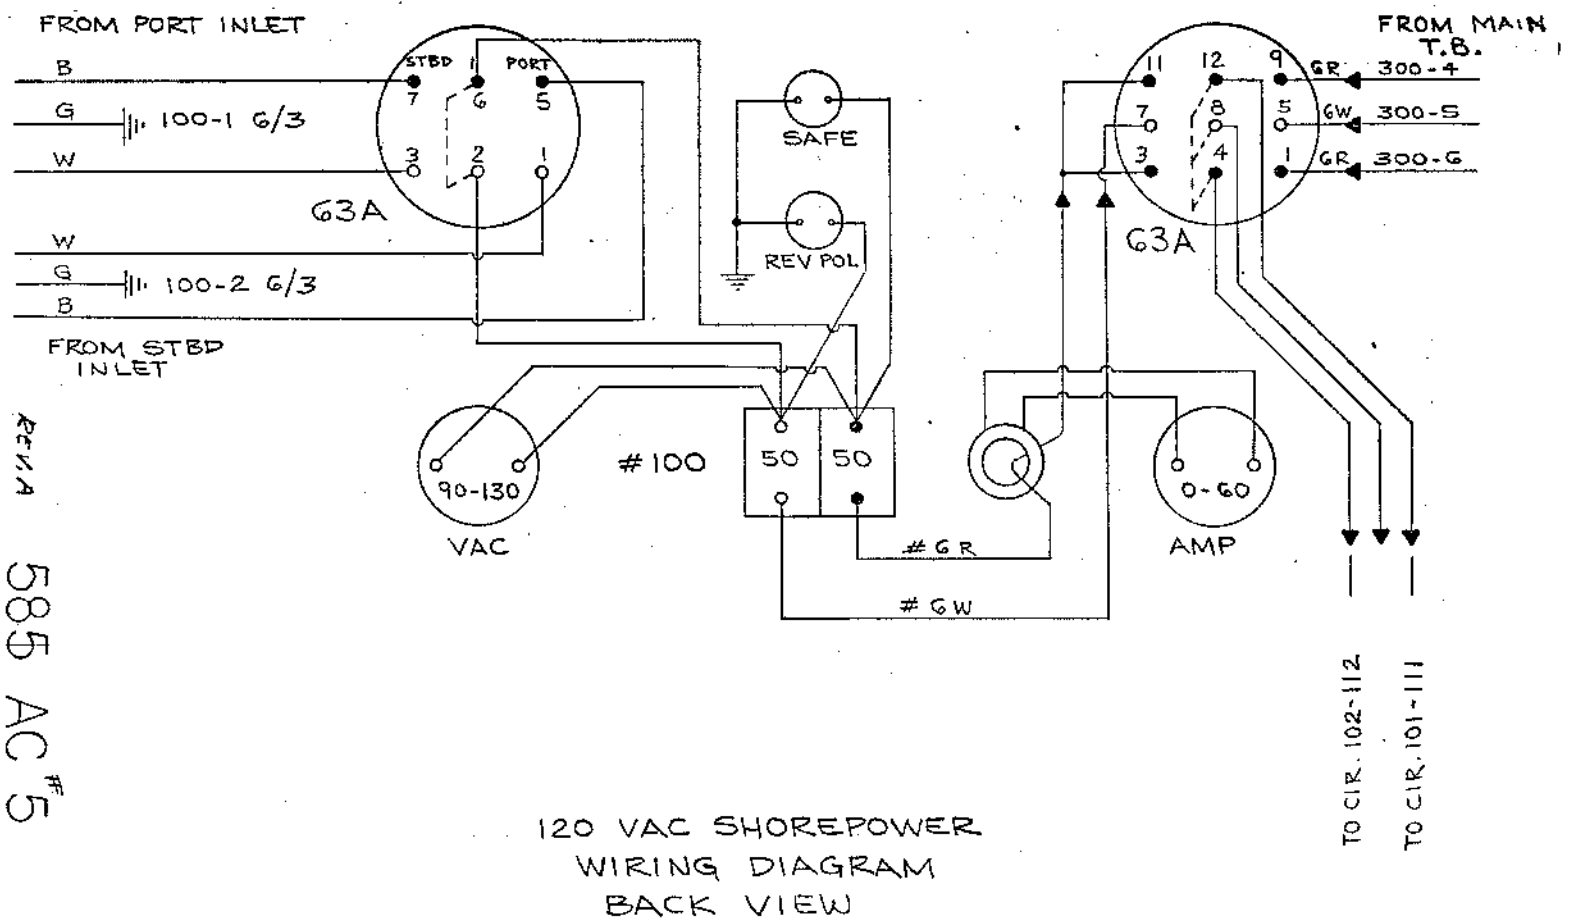 FROM PORT INLET
B
G
100-1 6/3
W
63A
W
G
100-2 6/3
B
FROM STBD
INLET
STBD 1 PORT
7 6 5
3 2 1
SAFE
REV POL
FROM MAIN
T.B.
11 12 9
7 8 5
3 4 1
6R 300-4
6W 300-5
6R 300-6
63A
90-130
VAC
#100
50 50
0-60
AMP
#6R
#6W
TO CIR. 102-112
TO CIR. 101-111
REV. A
585 AC #5
120 VAC SHOREPOWER
WIRING DIAGRAM
BACK VIEW